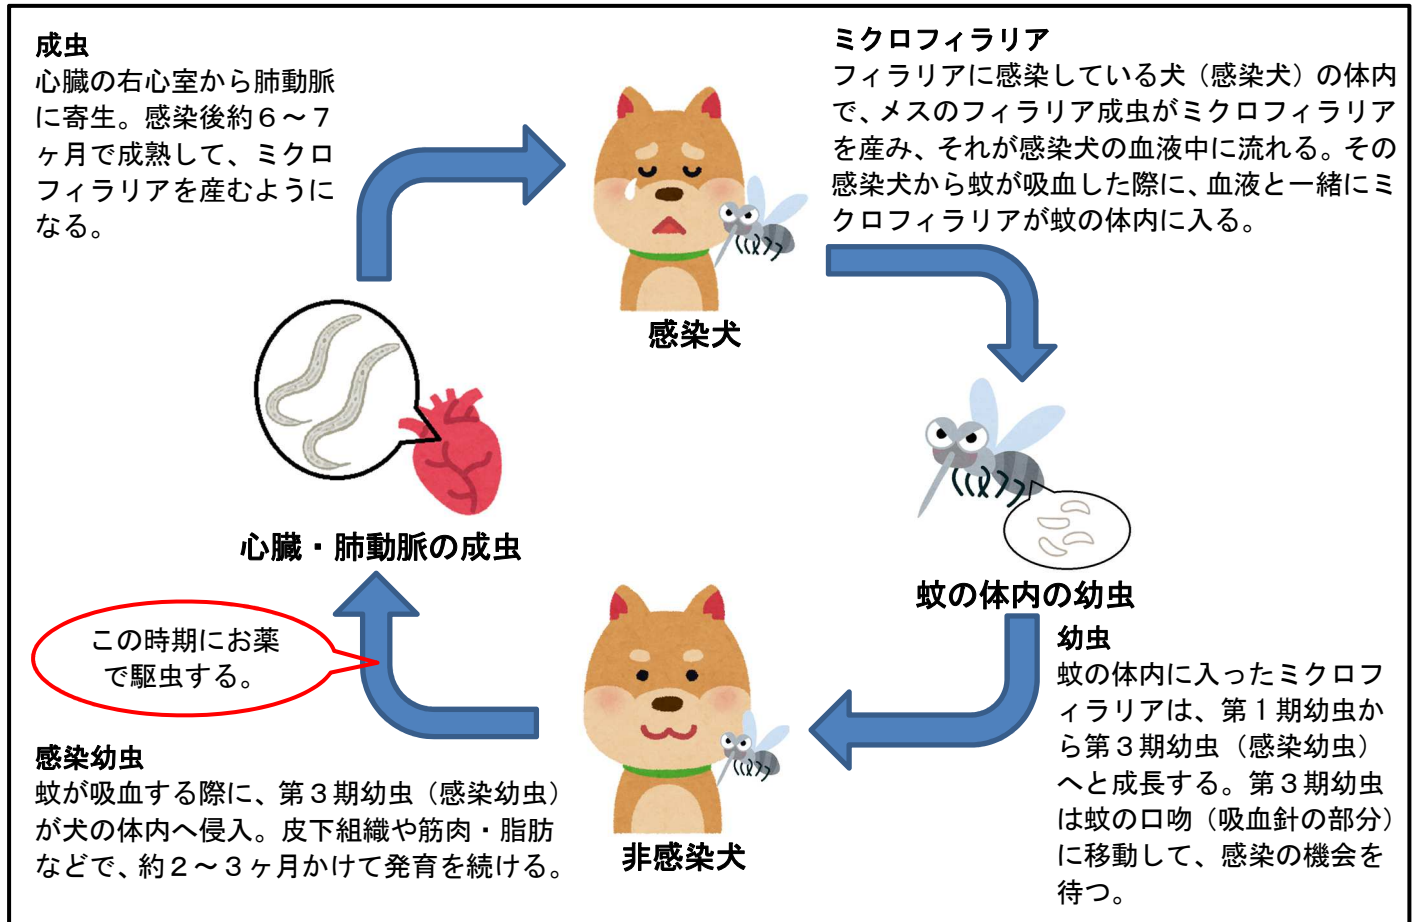 成虫
心臓の右心室から肺動脈
に寄生。感染後約６～７
ヶ月で成熟して、ミクロ
フィラリアを産むように
なる。
ミクロフィラリア
フィラリアに感染している犬（感染犬）の体内
で、メスのフィラリア成虫がミクロフィラリア
を産み、それが感染犬の血液中に流れる。その
感染犬から蚊が吸血した際に、血液と一緒にミ
クロフィラリアが蚊の体内に入る。
感染犬
心臓・肺動脈の成虫
蚊の体内の幼虫
この時期にお薬
で駆虫する。
幼虫
蚊の体内に入ったミクロフ
ィラリアは、第１期幼虫か
ら第３期幼虫（感染幼虫）
へと成長する。第３期幼虫
は蚊の口吻（吸血針の部分）
に移動して、感染の機会を
待つ。
感染幼虫
蚊が吸血する際に、第３期幼虫（感染幼虫）
が犬の体内へ侵入。皮下組織や筋肉・脂肪
などで、約２～３ヶ月かけて発育を続ける。
非感染犬